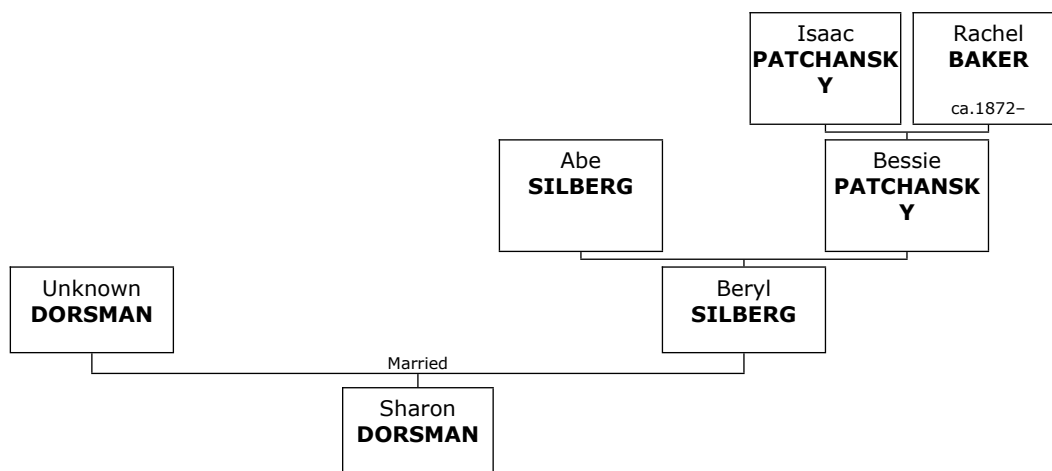 Isaac
PATCHANSK
Y
Rachel
BAKER
ca.1872–
Abe
SILBERG
Bessie
PATCHANSK
Y
Unknown
DORSMAN
Beryl
SILBERG
Married
Sharon
DORSMAN